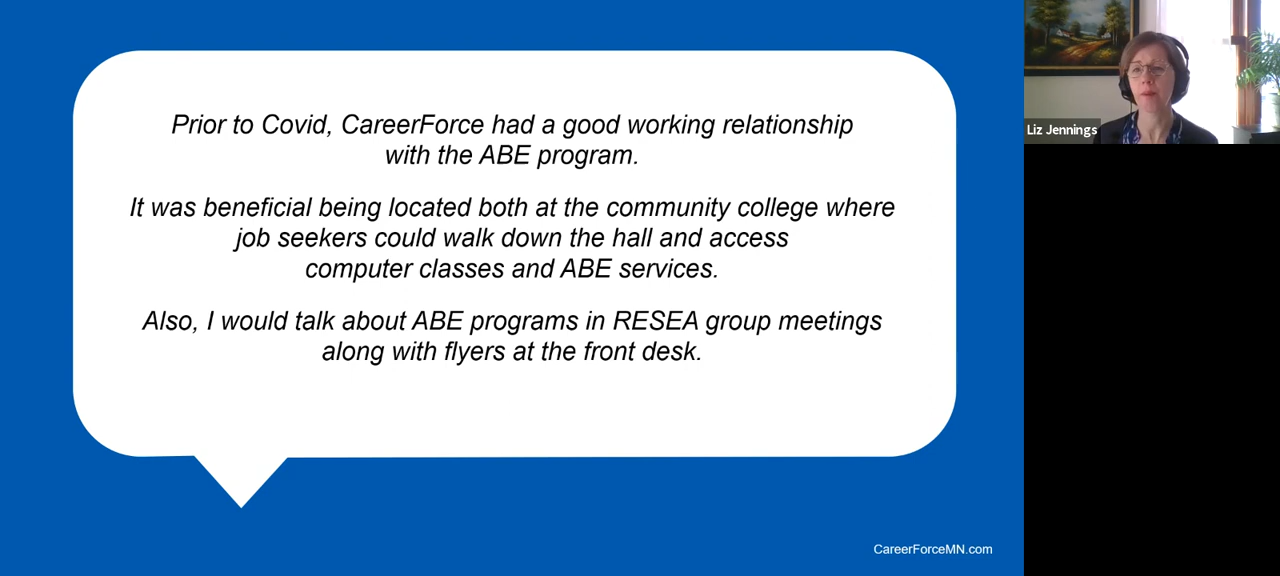 Prior to Covid, CareerForce had a good working relationship
with the ABE program.
It was beneficial being located both at the community college where
job seekers could walk down the hall and access
computer classes and ABE services.
Also, I would talk about ABE programs in RESEA group meetings
along with flyers at the front desk.
CareerForceMN.com
Liz Jennings